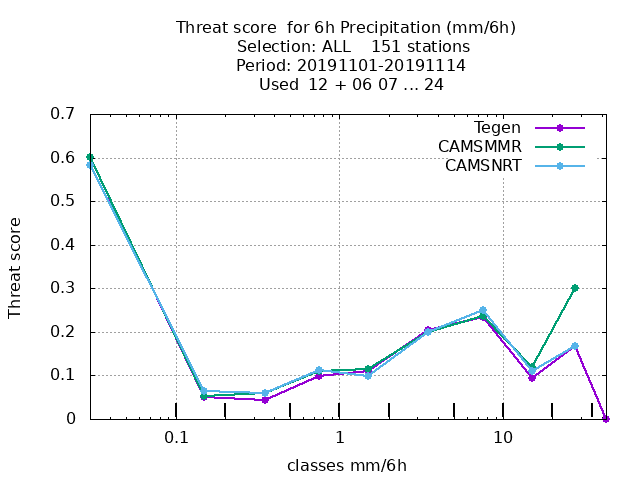 Threat score  for 6h Precipitation (mm/6h)
Selection: ALL    151 stations
Period: 20191101-20191114
Used  12 + 06 07 ... 24
Tegen
CAMSMMR
CAMSNRT
Threat score
0.7
0.6
0.5
0.4
0.3
0.2
0.1
0
0.1 1 10
classes mm/6h